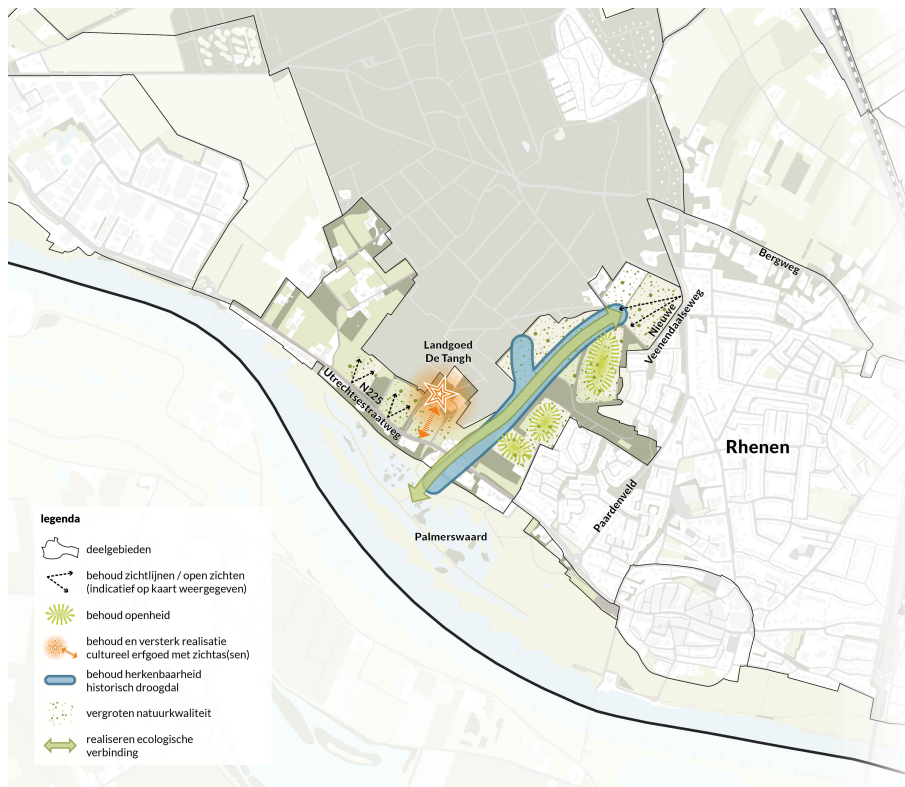 Bergweg
Nieuwe
Veenendaalseweg
Landgoed
De Tangh
N225
Utrechtsestraatweg
Rhenen
Paardenveld
Palmerswaard
legenda
deelgebieden
behoud zichtlijnen / open zichten
(indicatief op kaart weergegeven)
behoud openheid
behoud en versterk realisatie
cultureel erfgoed met zichtas(sen)
behoud herkenbaarheid
historisch droogdal
vergroten natuurkwaliteit
realiseren ecologische
verbinding